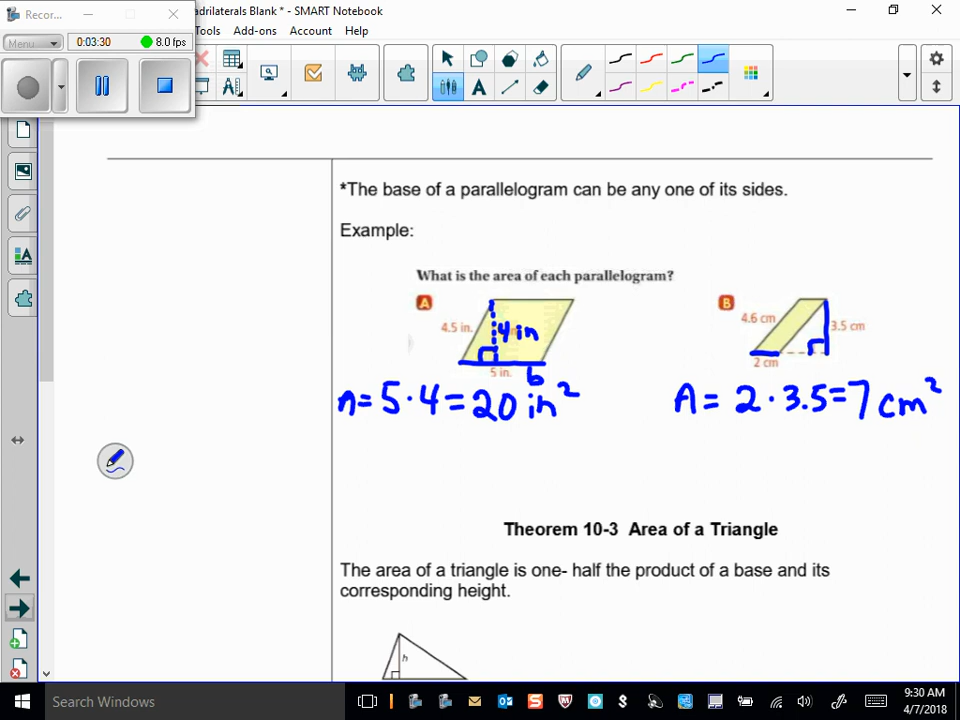 Recor...
adrilaterals Blank * - SMART Notebook
Menu
0:03:30
8.0 fps
Tools Add-ons Account Help
*The base of a parallelogram can be any one of its sides.
Example:
What is the area of each parallelogram?
A
4.5 in.
4 in
5 in.
b
A = 5 · 4 = 20 in²
B
4.6 cm
3.5 cm
2 cm
A = 2 · 3.5 = 7 cm²
Theorem 10-3 Area of a Triangle
The area of a triangle is one- half the product of a base and its
corresponding height.
h
Search Windows
9:30 AM
4/7/2018